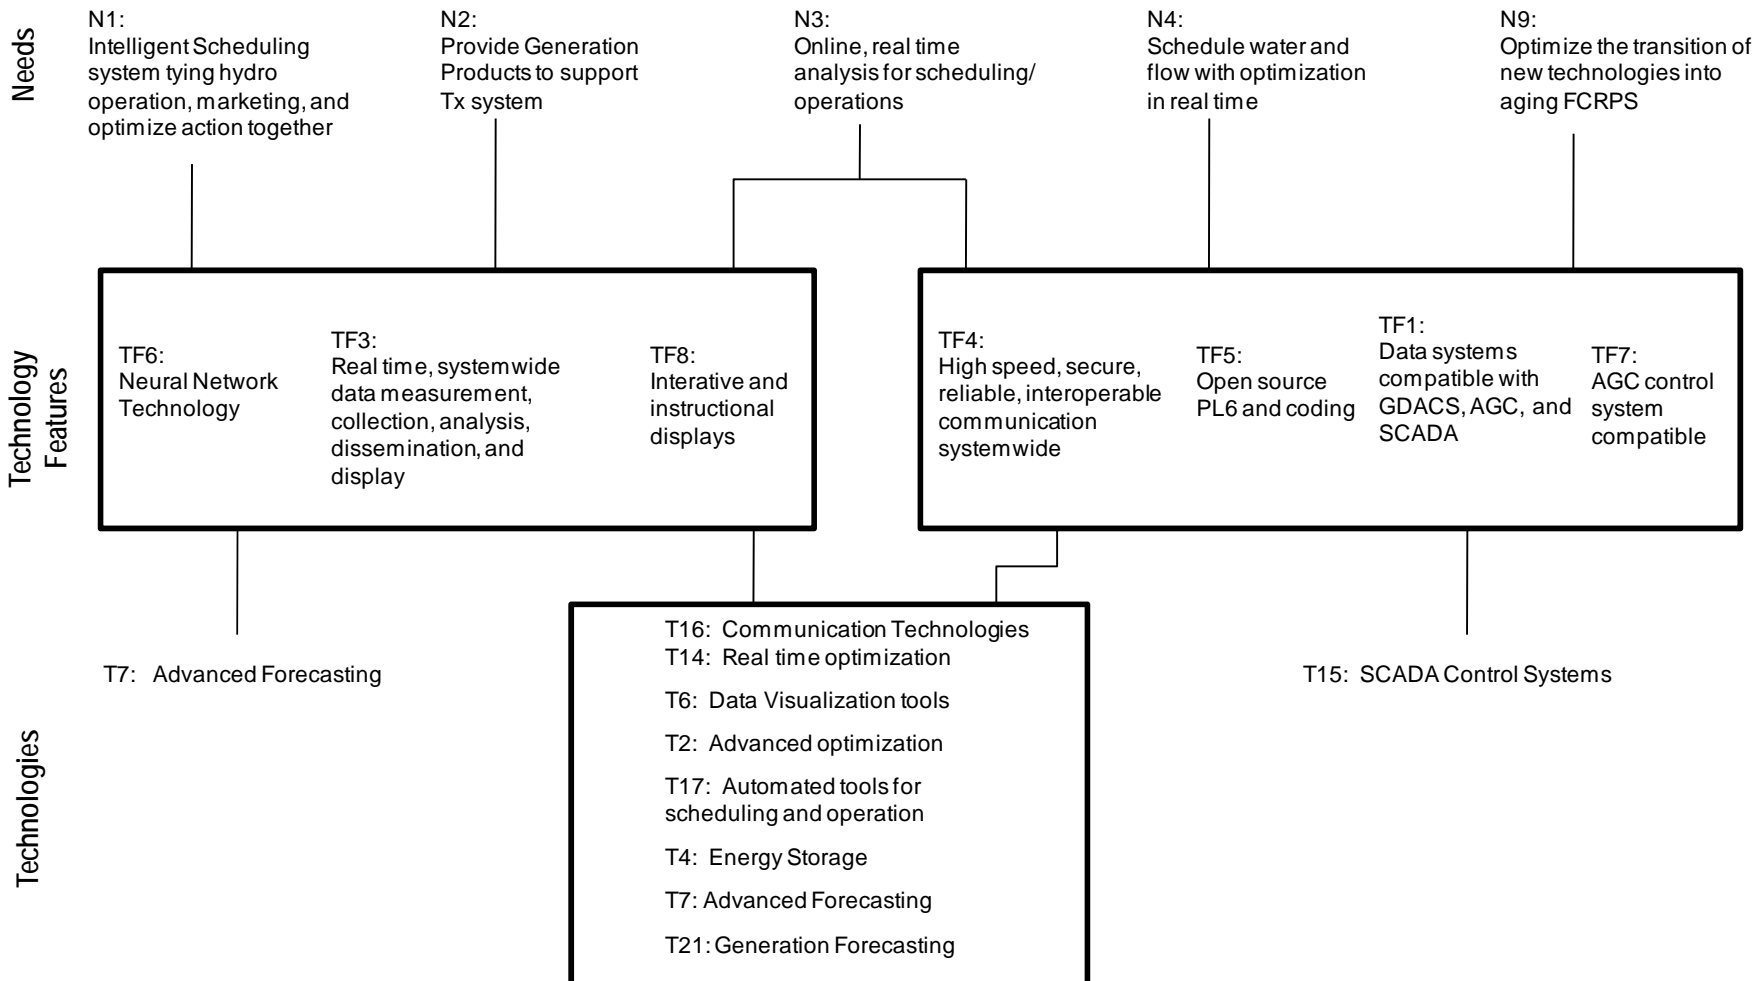 Needs
N1:
Intelligent Scheduling
system tying hydro
operation, marketing, and
optimize action together
N2:
Provide Generation
Products to support
Tx system
N3:
Online, real time
analysis for scheduling/
operations
N4:
Schedule water and
flow with optimization
in real time
N9:
Optimize the transition of
new technologies into
aging FCRPS
Technology
Features
TF6:
Neural Network
Technology
TF3:
Real time, systemwide
data measurement,
collection, analysis,
dissemination, and
display
TF8:
Interative and
instructional
displays
TF4:
High speed, secure,
reliable, interoperable
communication
systemwide
TF5:
Open source
PL6 and coding
TF1:
Data systems
compatible with
GDACS, AGC, and
SCADA
TF7:
AGC control
system
compatible
Technologies
T7: Advanced Forecasting
T16: Communication Technologies
T14: Real time optimization
T6: Data Visualization tools
T2: Advanced optimization
T17: Automated tools for
scheduling and operation
T4: Energy Storage
T7: Advanced Forecasting
T21: Generation Forecasting
T15: SCADA Control Systems